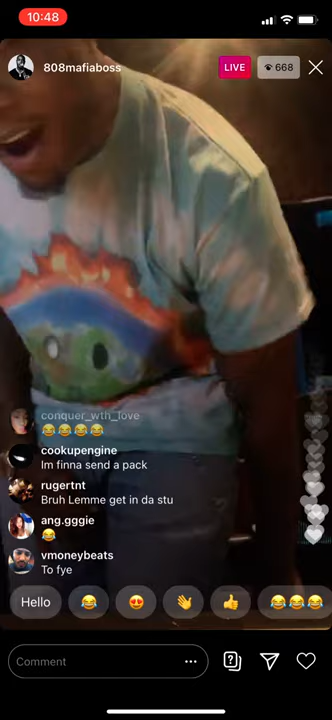 10:48
808mafiaboss
LIVE
668
conquer_wth_love
😂😂😂😂
cookupengine
Im finna send a pack
rugertnt
Bruh Lemme get in da stu
ang.gggie
😂
vmoneybeats
To fye
Hello 😂 😍 👋 👍 😂😂😂
Comment